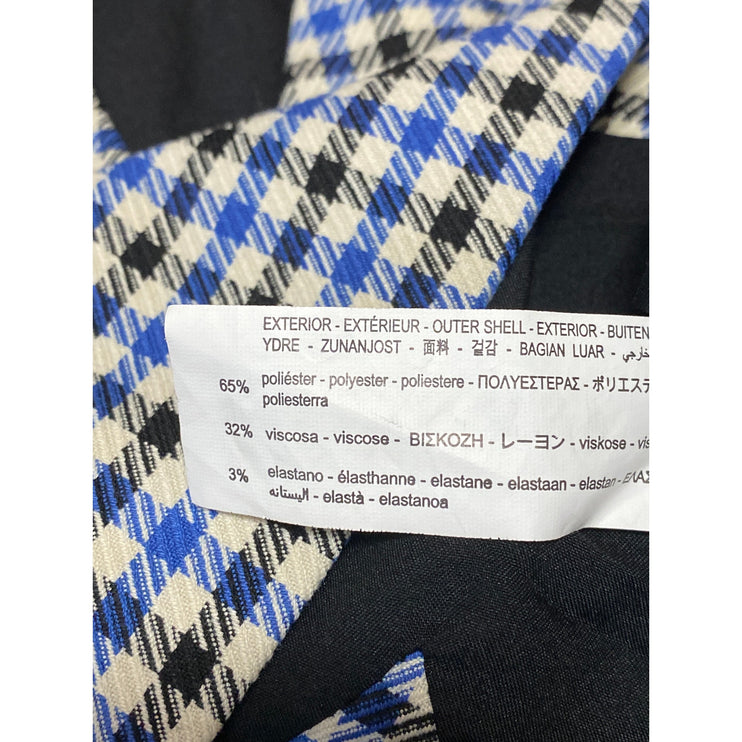 EXTERIOR - EXTÉRIEUR - OUTER SHELL - EXTERIOR - BUITEN
YDRE - ZUNANJOST - 面料 - 겉감 - BAGIAN LUAR - خارجي
65% poliéster - polyester - poliestere - ΠΟΛΥΕΣΤΕΡΑΣ - ポリエステ
poliesterra
32% viscosa - viscose - ΒΙΣΚΟΖΗ - レーヨン - viskose - vis
3% elastano - élasthanne - elastane - elastaan - elastan - ΕΛΑΣ
اليستانه - elastà - elastanoa